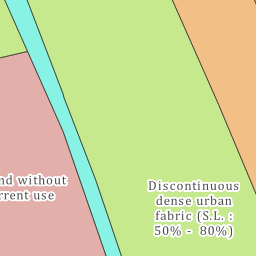 nd without
rrent use
Discontinuous
dense urban
fabric (S.L. :
50% - 80%)